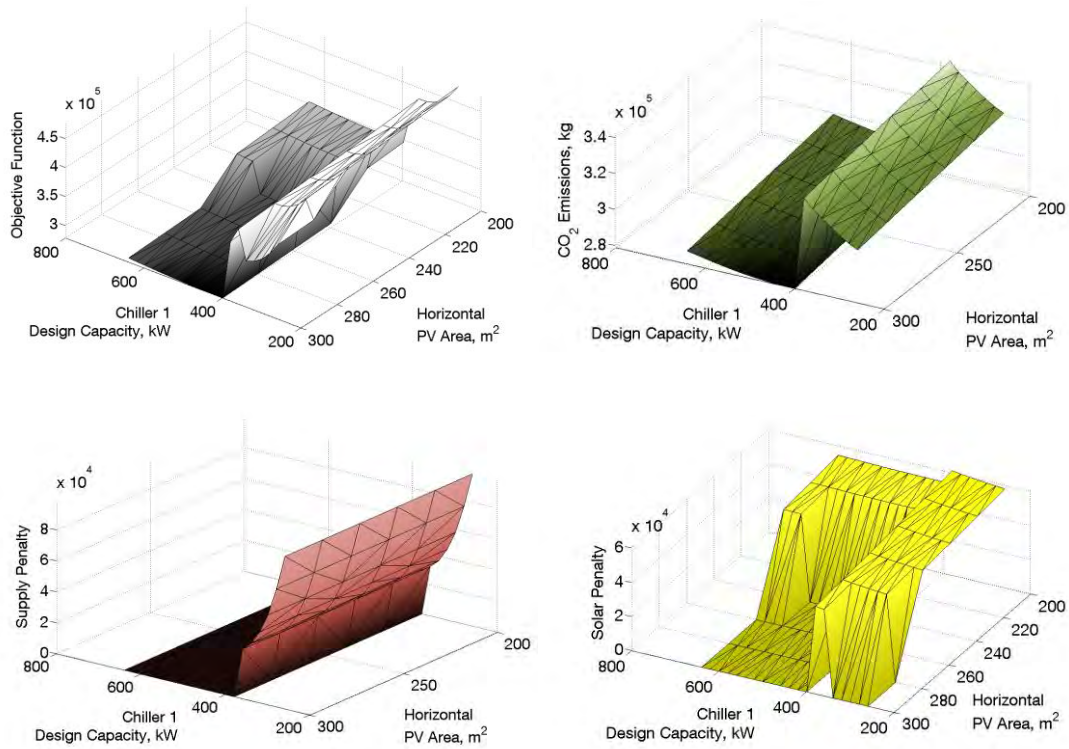 x 10^5
Objective Function
4.5
4
3.5
3
800
600
400
200
Chiller 1
Design Capacity, kW
300
280
260
240
220
200
Horizontal
PV Area, m^2
x 10^5
CO_2 Emissions, kg
3.4
3.2
3
2.8
800
600
400
200
Chiller 1
Design Capacity, kW
300
250
200
Horizontal
PV Area, m^2
x 10^4
Supply Penalty
8
6
4
2
0
800
600
400
200
Chiller 1
Design Capacity, kW
300
250
200
Horizontal
PV Area, m^2
x 10^4
Solar Penalty
6
4
2
0
800
600
400
200
Chiller 1
Design Capacity, kW
300
280
260
240
220
200
Horizontal
PV Area, m^2